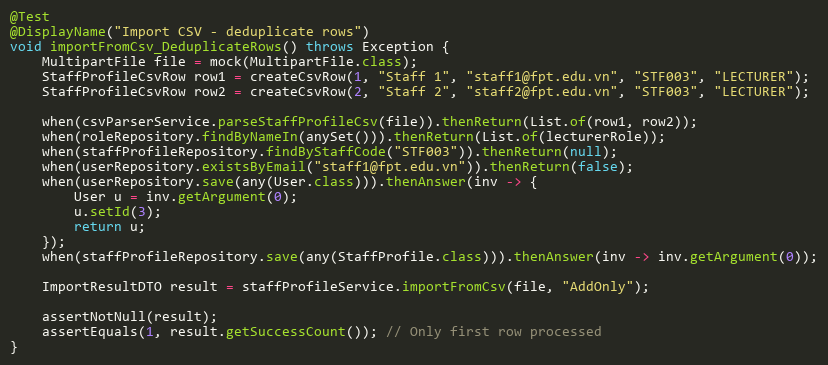 @Test
@DisplayName("Import CSV - deduplicate rows")
void importFromCsv_DeduplicateRows() throws Exception {
    MultipartFile file = mock(MultipartFile.class);
    StaffProfileCsvRow row1 = createCsvRow(1, "Staff 1", "staff1@fpt.edu.vn", "STF003", "LECTURER");
    StaffProfileCsvRow row2 = createCsvRow(2, "Staff 2", "staff2@fpt.edu.vn", "STF003", "LECTURER");

    when(csvParserService.parseStaffProfileCsv(file)).thenReturn(List.of(row1, row2));
    when(roleRepository.findByNameIn(anySet())).thenReturn(List.of(lecturerRole));
    when(staffProfileRepository.findByStaffCode("STF003")).thenReturn(null);
    when(userRepository.existsByEmail("staff1@fpt.edu.vn")).thenReturn(false);
    when(userRepository.save(any(User.class))).thenAnswer(inv -> {
        User u = inv.getArgument(0);
        u.setId(3);
        return u;
    });
    when(staffProfileRepository.save(any(StaffProfile.class))).thenAnswer(inv -> inv.getArgument(0));

    ImportResultDTO result = staffProfileService.importFromCsv(file, "AddOnly");

    assertNotNull(result);
    assertEquals(1, result.getSuccessCount()); // Only first row processed
}